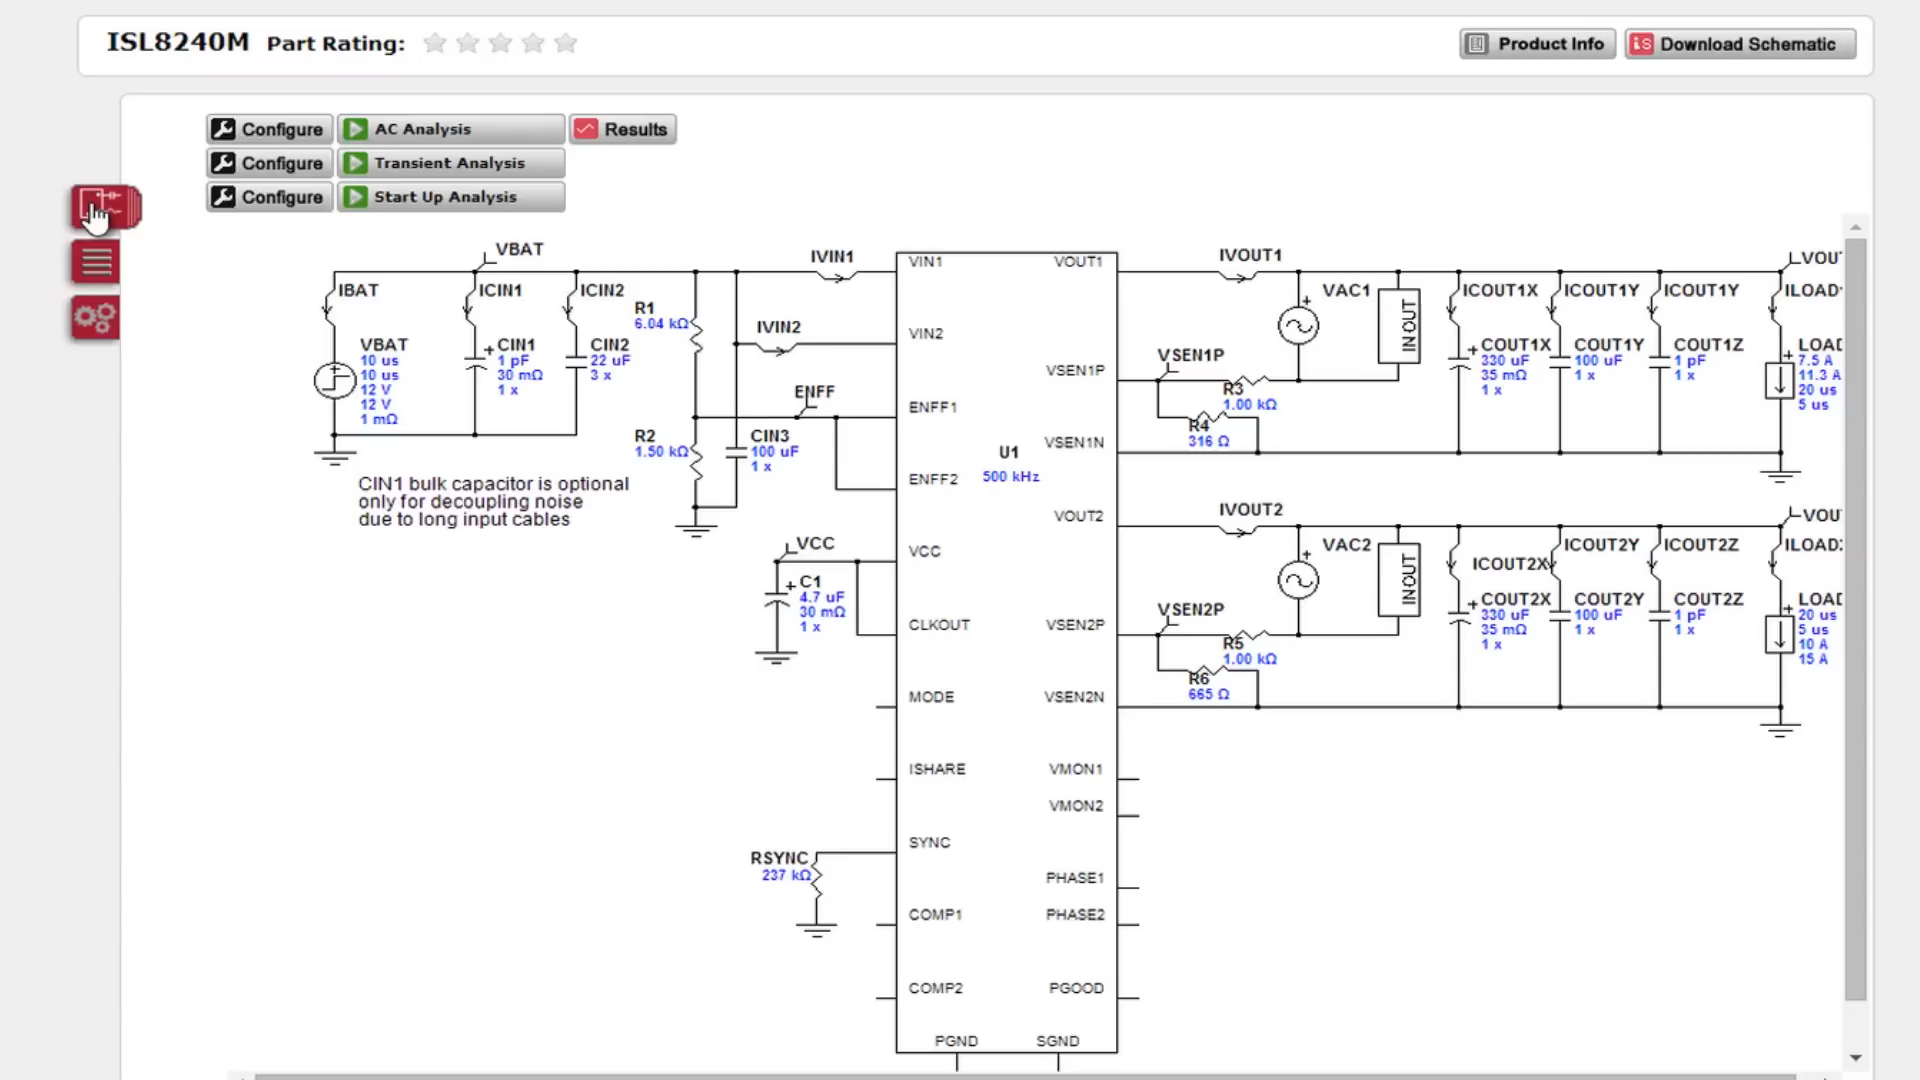 ISL8240M Part Rating:
Product Info
Download Schematic
Configure
AC Analysis
Results
Configure
Transient Analysis
Configure
Start Up Analysis
VBAT
IBAT
ICIN1
ICIN2
VBAT
10 us
10 us
12 V
12 V
1 mΩ
CIN1
1 pF
30 mΩ
1 x
CIN2
22 uF
3 x
CIN1 bulk capacitor is optional
only for decoupling noise
due to long input cables
R1
6.04 kΩ
R2
1.50 kΩ
IVIN1
IVIN2
ENFF
CIN3
100 uF
1 x
VCC
C1
4.7 uF
30 mΩ
1 x
RSYNC
237 kΩ
VIN1
VIN2
ENFF1
ENFF2
VCC
CLKOUT
MODE
ISHARE
SYNC
COMP1
COMP2
PGND
SGND
U1
500 kHz
VOUT1
VSEN1P
VSEN1N
VOUT2
VSEN2P
VSEN2N
VMON1
VMON2
PHASE1
PHASE2
PGOOD
IVOUT1
VAC1
IN OUT
VSEN1P
R3
1.00 kΩ
R4
316 Ω
ICOUT1X
ICOUT1Y
ICOUT1Y
COUT1X
330 uF
35 mΩ
1 x
COUT1Y
100 uF
1 x
COUT1Z
1 pF
1 x
7.5 A
11.3 A
20 us
5 us
IVOUT2
VAC2
IN OUT
VSEN2P
R5
1.00 kΩ
R6
665 Ω
ICOUT2X
ICOUT2Y
ICOUT2Z
COUT2X
330 uF
35 mΩ
1 x
COUT2Y
100 uF
1 x
COUT2Z
1 pF
1 x
20 us
5 us
10 A
15 A